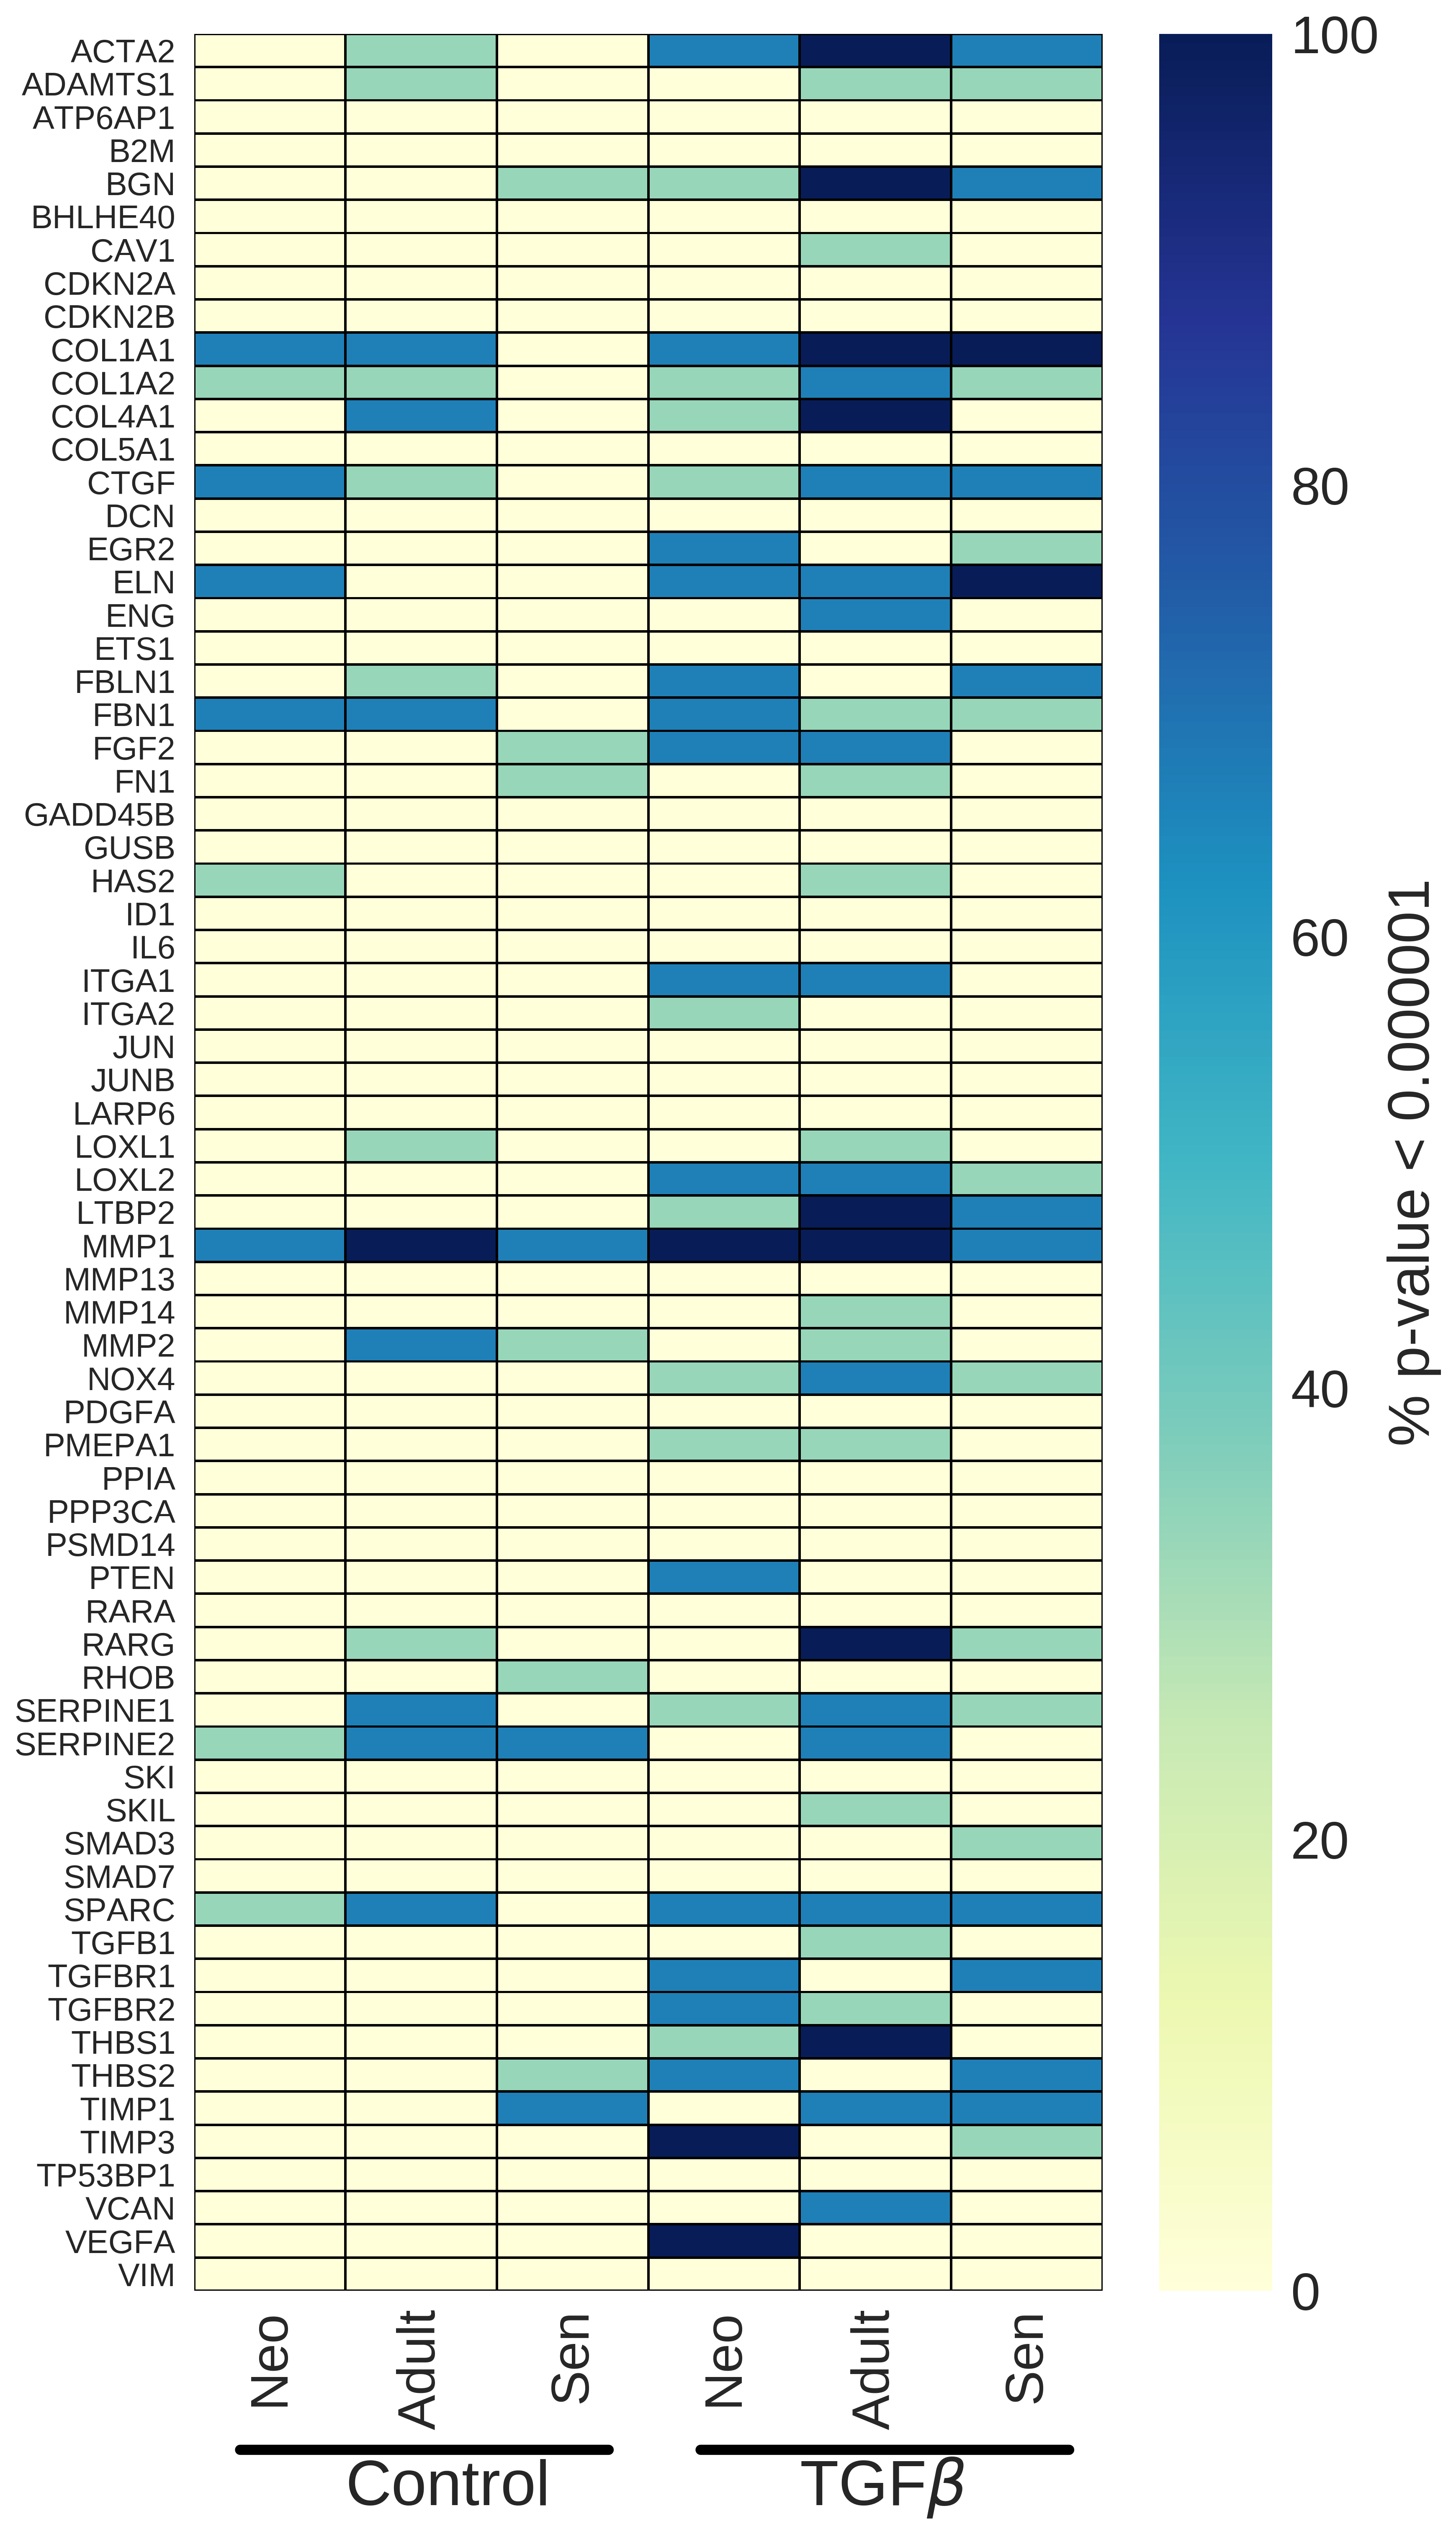 ACTA2
ADAMTS1
ATP6AP1
B2M
BGN
BHLHE40
CAV1
CDKN2A
CDKN2B
COL1A1
COL1A2
COL4A1
COL5A1
CTGF
DCN
EGR2
ELN
ENG
ETS1
FBLN1
FBN1
FGF2
FN1
GADD45B
GUSB
HAS2
ID1
IL6
ITGA1
ITGA2
JUN
JUNB
LARP6
LOXL1
LOXL2
LTBP2
MMP1
MMP13
MMP14
MMP2
NOX4
PDGFA
PMEPA1
PPIA
PPP3CA
PSMD14
PTEN
RARA
RARG
RHOB
SERPINE1
SERPINE2
SKI
SKIL
SMAD3
SMAD7
SPARC
TGFB1
TGFBR1
TGFBR2
THBS1
THBS2
TIMP1
TIMP3
TP53BP1
VCAN
VEGFA
VIM
Neo Adult Sen Neo Adult Sen
Control TGFβ
100
80
60
40
20
0
% p-value < 0.000001